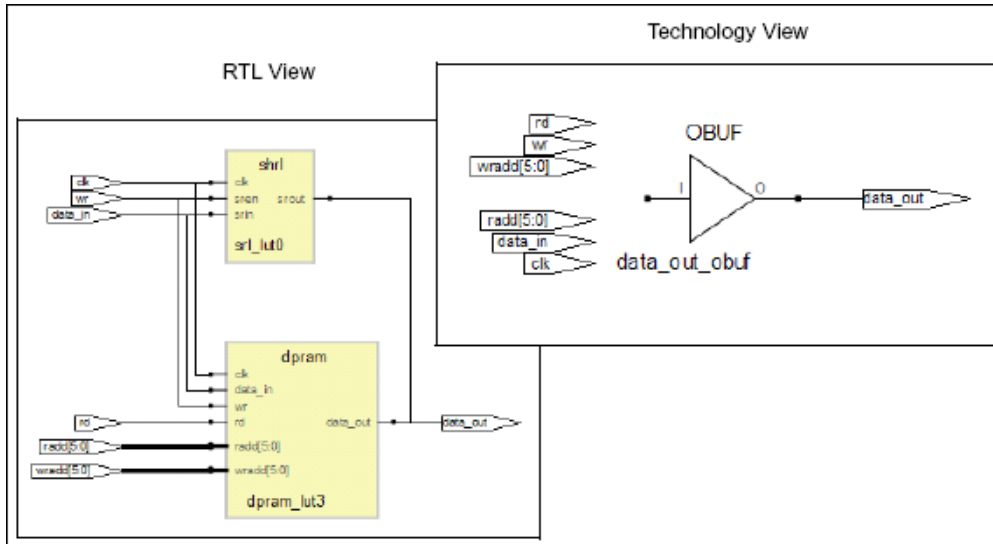 Technology View
RTL View
rd
wr
wradd[5:0]
radd[5:0]
data_in
clk
OBUF
I
O
data_out
data_out_obuf
clk
wr
data_in
shrl
clk
sren
srin
srout
srl_lut0
dpram
clk
data_in
wr
rd
radd[5:0]
wradd[5:0]
data_out
dpram_lut3
rd
radd[5:0]
wradd[5:0]
data_out